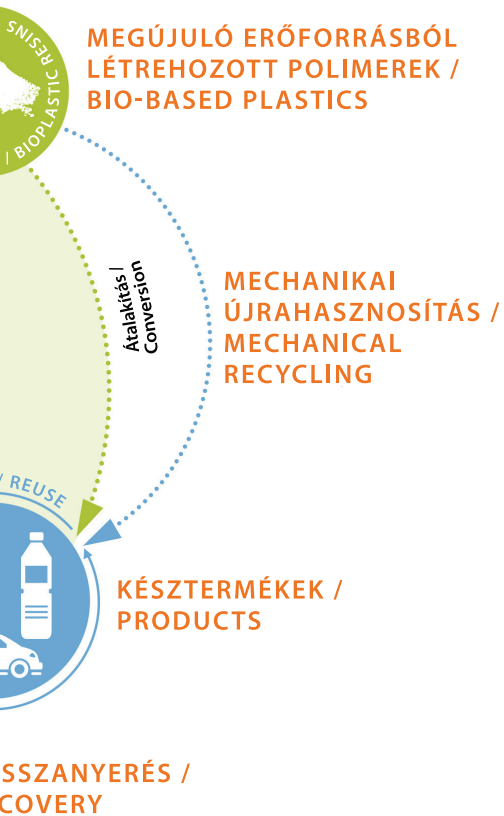 / BIOPLASTIC RESINS
MEGÚJULÓ ERŐFORRÁSBÓL
LÉTREHOZOTT POLIMEREK /
BIO-BASED PLASTICS
Átalakítás /
Conversion
MECHANIKAI
ÚJRAHASZNOSÍTÁS /
MECHANICAL
RECYCLING
/ REUSE
KÉSZTERMÉKEK /
PRODUCTS
SSZANYERÉS /
COVERY